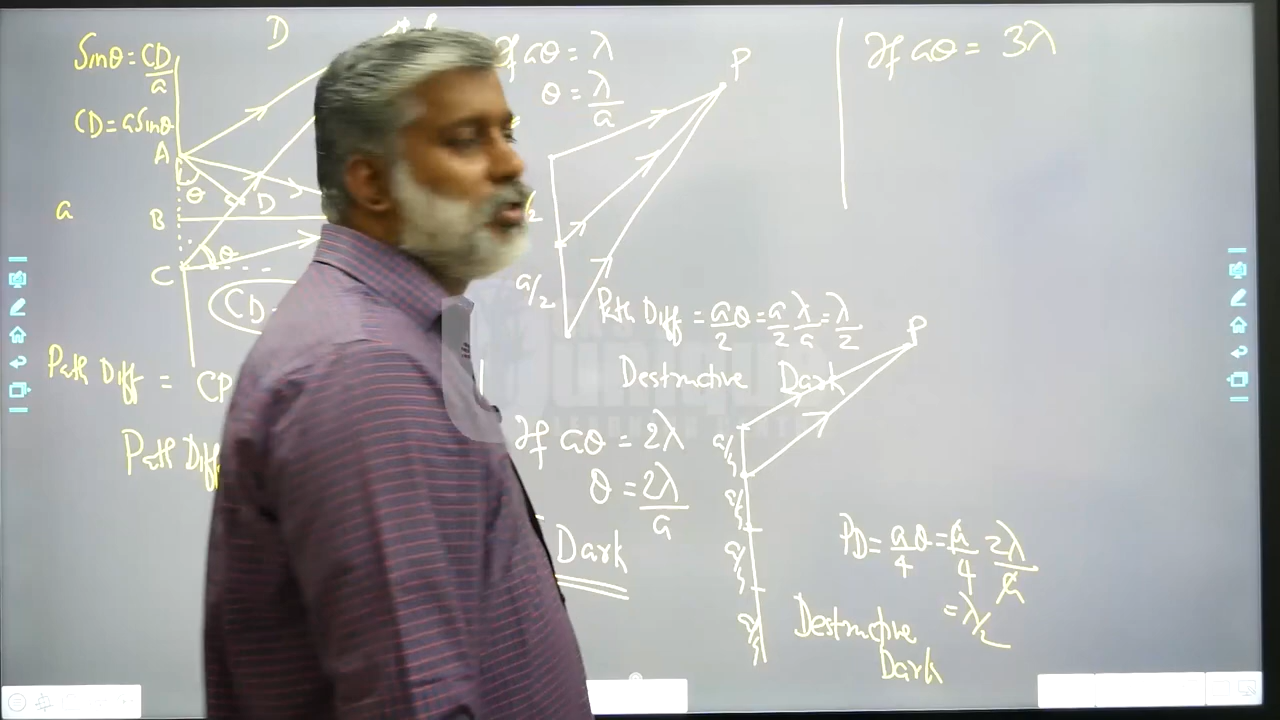 Sinθ = CD/a
CD = aSinθ
A
θ
D
a
B
C
θ
CD
Path Diff = CP
Path Diff
D
If aθ = λ
θ = λ/a
P
a/2
Path Diff = a/2 θ = a/2 λ/a = λ/2
Destructive Dark
If aθ = 2λ
θ = 2λ/a
Dark
P
a/4
a/4
a/4
a/4
PD = aθ/4 = a/4 2λ/a
= λ/2
Destructive
Dark
If aθ = 3λ
unique